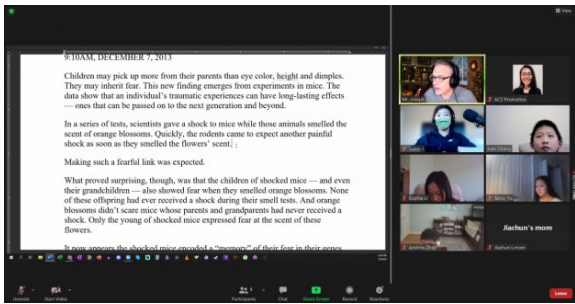 View
9:10AM, DECEMBER 7, 2013
Children may pick up more from their parents than eye color, height and dimples.
They may inherit fear. This new finding emerges from experiments in mice. The
data show that an individual's traumatic experiences can have long-lasting effects
— ones that can be passed on to the next generation and beyond.
In a series of tests, scientists gave a shock to mice while those animals smelled the
scent of orange blossoms. Quickly, the rodents came to expect another painful
shock as soon as they smelled the flowers' scent.
Making such a fearful link was expected.
What proved surprising, though, was that the children of shocked mice — and even
their grandchildren — also showed fear when they smelled orange blossoms. None
of these offspring had ever received a shock during their smell tests. And orange
blossoms didn't scare mice whose parents and grandparents had never received a
shock. Only the young of shocked mice expressed fear at the scent of these
flowers.
It now appears the shocked mice encoded a "memory" of their fear in their genes
Mr. Joseph
ACS Promotion
Jiachun's mom
Jiachun's mom
Unmute
Start Video
Participants
Chat
Share Screen
Record
Reactions
Leave